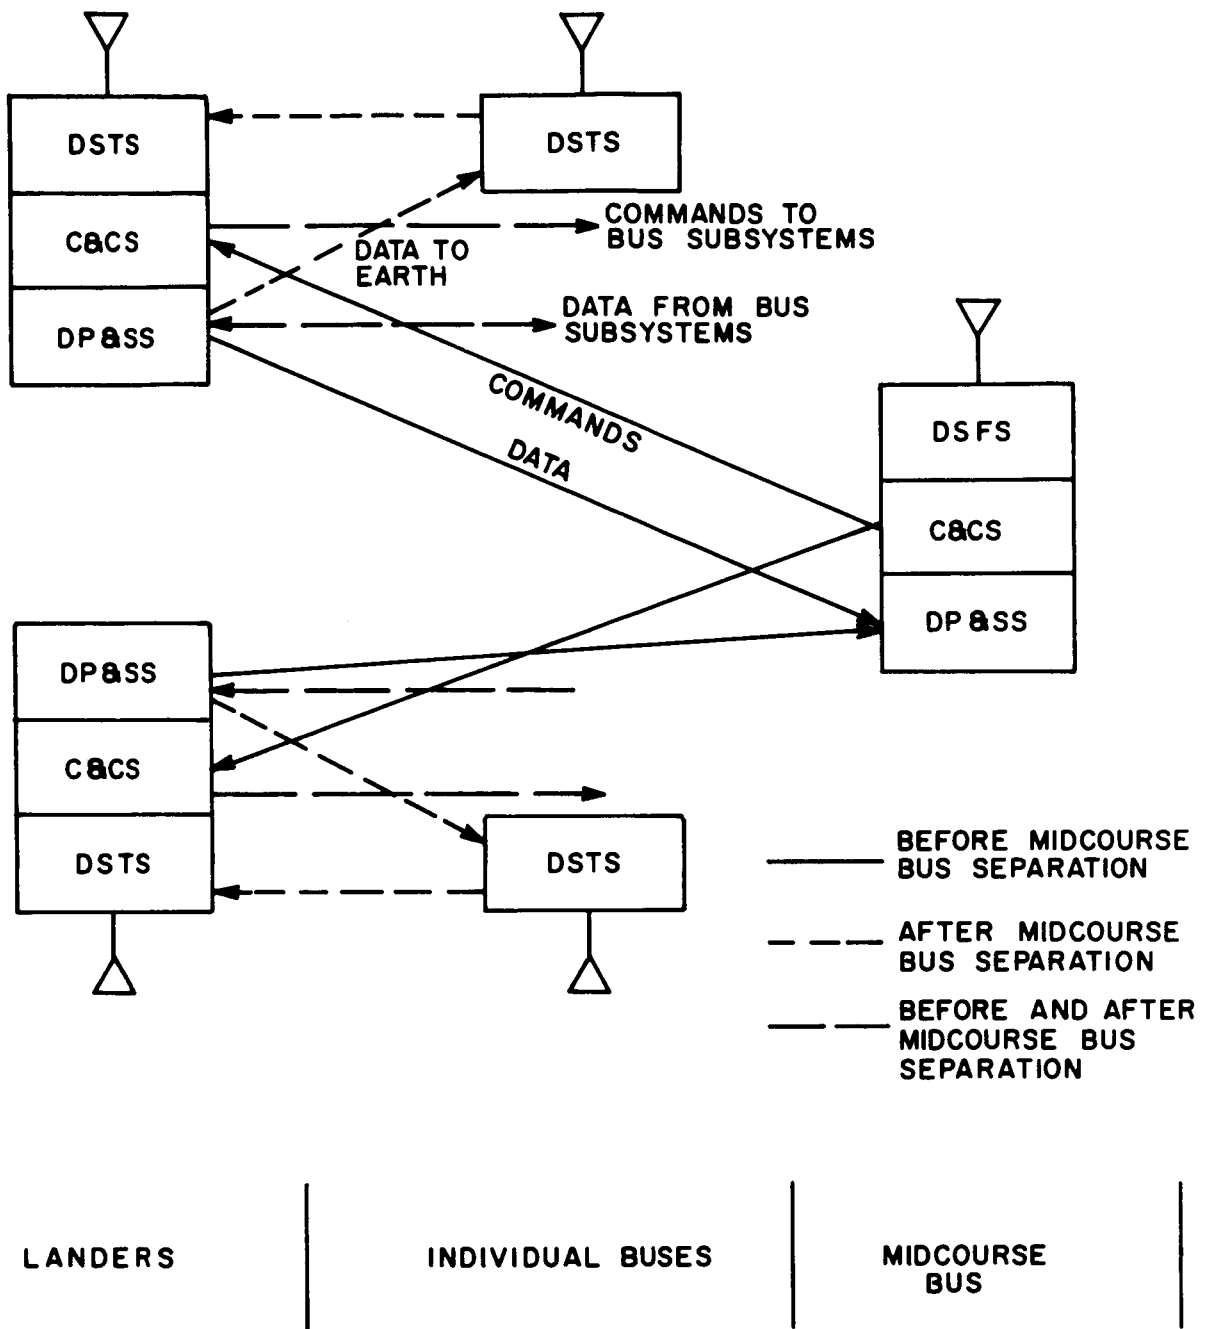 DSTS
C&CS
DP&SS
DSTS
COMMANDS TO
BUS SUBSYSTEMS
DATA TO
EARTH
DATA FROM BUS
SUBSYSTEMS
COMMANDS
DATA
DSFS
C&CS
DP&SS
DP&SS
C&CS
DSTS
DSTS
BEFORE MIDCOURSE
BUS SEPARATION
AFTER MIDCOURSE
BUS SEPARATION
BEFORE AND AFTER
MIDCOURSE BUS
SEPARATION
LANDERS
INDIVIDUAL BUSES
MIDCOURSE
BUS